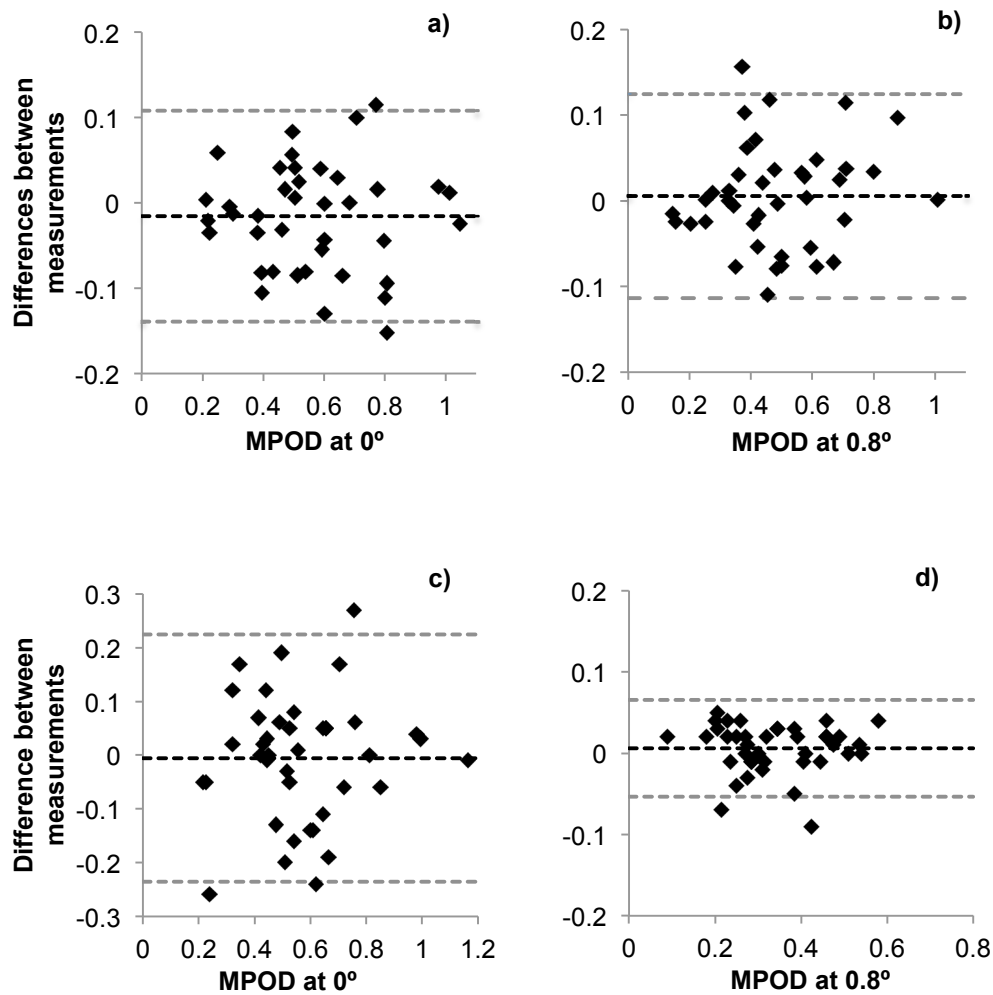 a)
Differences between
measurements
0.2
0.1
0
-0.1
-0.2
0 0.2 0.4 0.6 0.8 1
MPOD at 0º
b)
0.2
0.1
0
-0.1
-0.2
0 0.2 0.4 0.6 0.8 1
MPOD at 0.8º
c)
Difference between
measurements
0.3
0.2
0.1
0
-0.1
-0.2
-0.3
0 0.2 0.4 0.6 0.8 1 1.2
MPOD at 0º
d)
0.2
0.1
0
-0.1
-0.2
0 0.2 0.4 0.6 0.8
MPOD at 0.8º